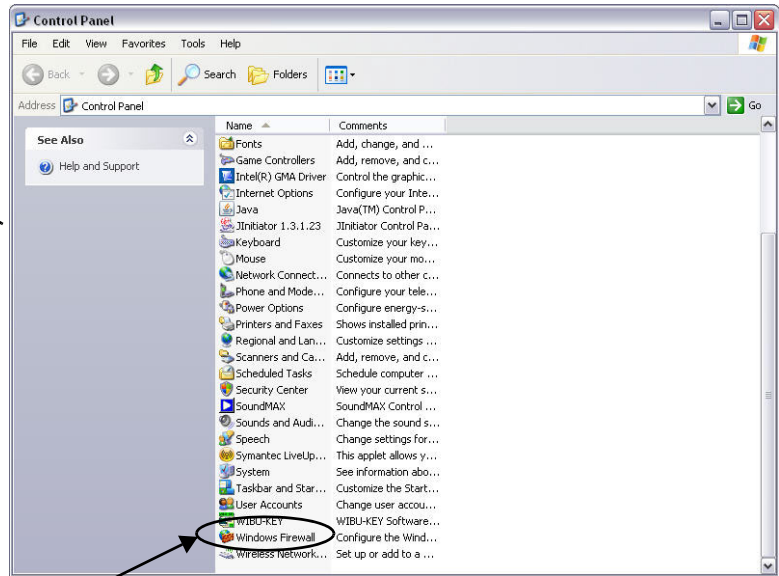 Control Panel
File Edit View Favorites Tools Help
Back Search Folders
Address Control Panel Go
See Also
Help and Support
Name Comments
Fonts Add, change, and ...
Game Controllers Add, remove, and c...
Intel(R) GMA Driver Control the graphic...
Internet Options Configure your Inte...
Java Java(TM) Control P...
JInitiator 1.3.1.23 JInitiator Control Pa...
Keyboard Customize your key...
Mouse Customize your mo...
Network Connect... Connects to other c...
Phone and Mode... Configure your tele...
Power Options Configure energy-s...
Printers and Faxes Shows installed prin...
Regional and Lan... Customize settings ...
Scanners and Ca... Add, remove, and c...
Scheduled Tasks Schedule computer ...
Security Center View your current s...
SoundMAX SoundMAX Control ...
Sounds and Audi... Change the sound s...
Speech Change settings for...
Symantec LiveUp... This applet allows y...
System See information abo...
Taskbar and Star... Customize the Start...
User Accounts Change user accou...
WIBU-KEY WIBU-KEY Software...
Windows Firewall Configure the Wind...
Wireless Network... Set up or add to a ...